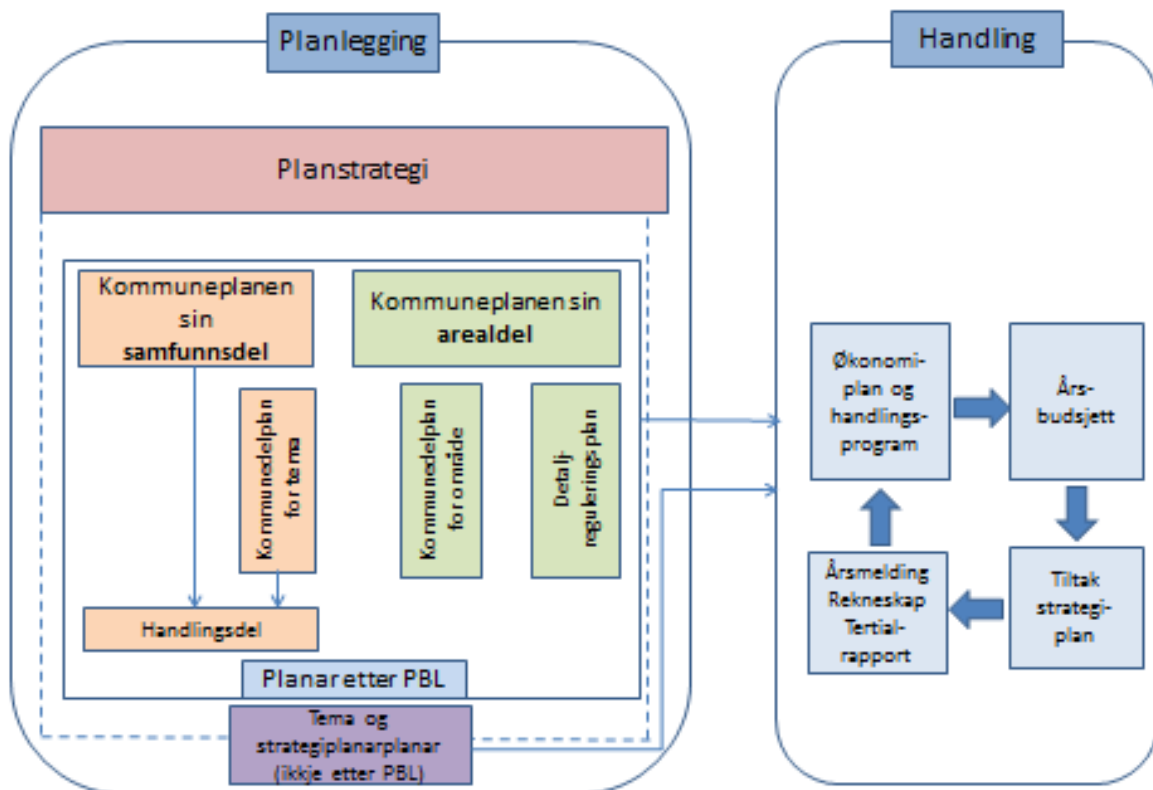 Planlegging
Handling
Planstrategi
Kommuneplanen
sin
samfunnsdel
Kommuneplanen sin
arealdel
Kommunedelplan
for tema
Kommunedelplan
for område
Detalj-
reguleringsplan
Handlingsdel
Planar etter PBL
Tema og
strategiplanarplanar
(ikkje etter PBL)
Økonomi-
plan og
handlings-
program
Års-
budsjett
Årsmelding
Rekneskap
Tertial-
rapport
Tiltak
strategi-
plan